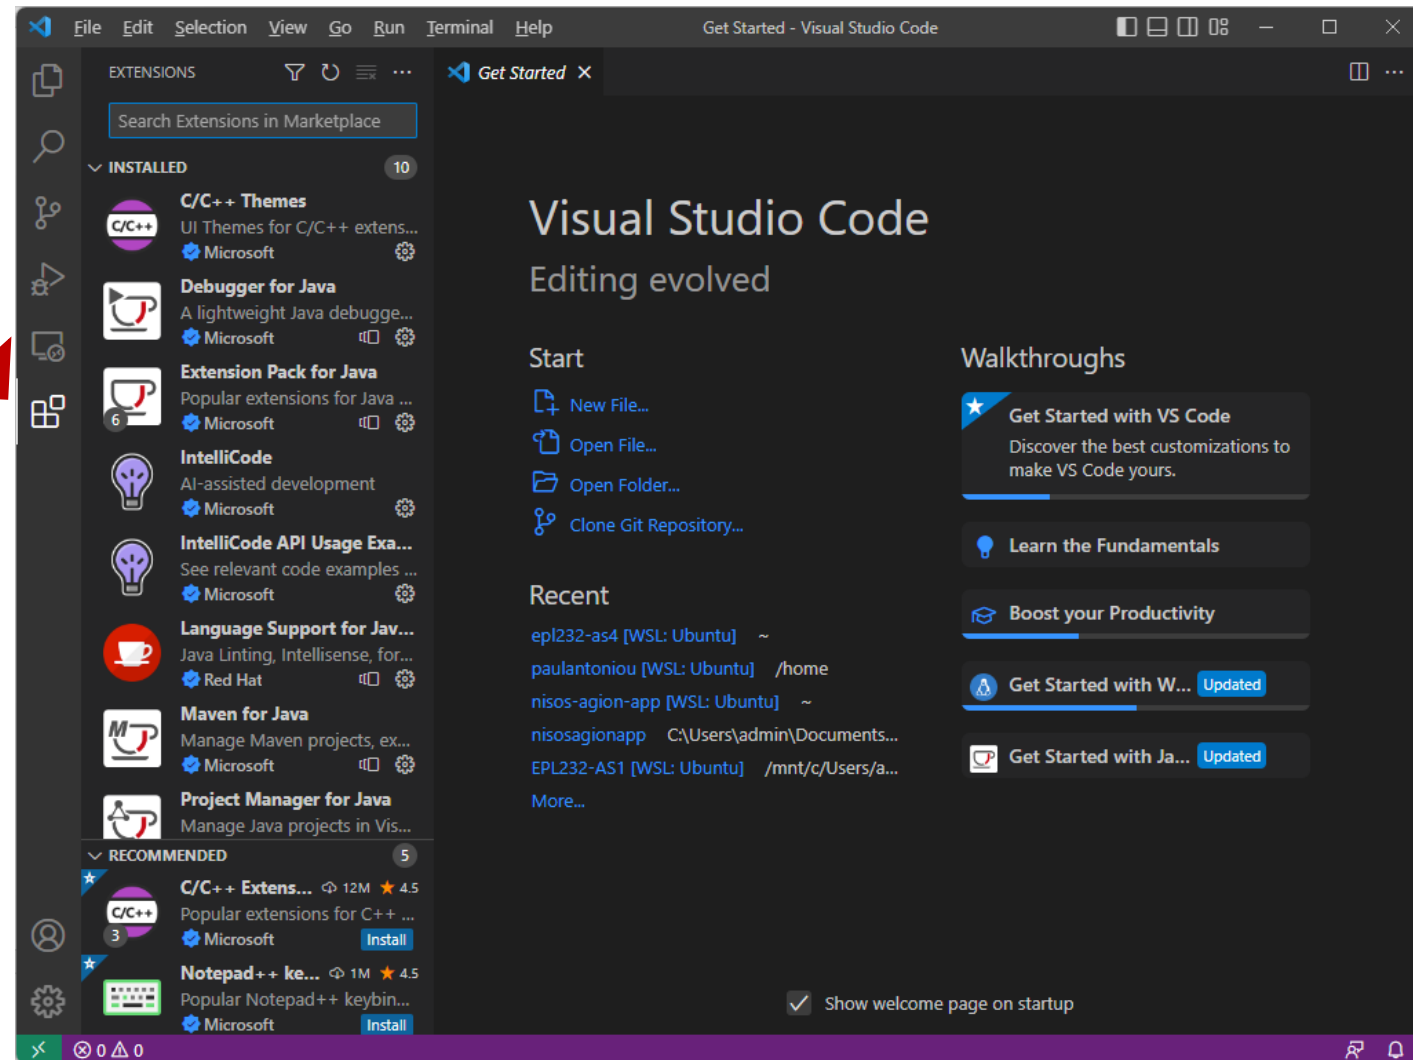 File Edit Selection View Go Run Terminal Help Get Started - Visual Studio Code
EXTENSIONS
Get Started
Search Extensions in Marketplace
INSTALLED 10
C/C++ Themes
UI Themes for C/C++ extens...
Microsoft
Debugger for Java
A lightweight Java debugge...
Microsoft
Extension Pack for Java
Popular extensions for Java ...
6 Microsoft
IntelliCode
AI-assisted development
Microsoft
IntelliCode API Usage Exa...
See relevant code examples ...
Microsoft
Language Support for Jav...
Java Linting, Intellisense, for...
Red Hat
Maven for Java
Manage Maven projects, ex...
Microsoft
Project Manager for Java
Manage Java projects in Vis...
RECOMMENDED 5
C/C++ Extens... 12M 4.5
C/C++
Popular extensions for C++ ...
3 Microsoft Install
Notepad++ ke... 1M 4.5
Popular Notepad++ keybin...
Microsoft Install
Visual Studio Code
Editing evolved
Start
New File...
Open File...
Open Folder...
Clone Git Repository...
Recent
epl232-as4 [WSL: Ubuntu] ~
paulantoniou [WSL: Ubuntu] /home
nisos-agion-app [WSL: Ubuntu] ~
nisosagionapp C:\Users\admin\Documents...
EPL232-AS1 [WSL: Ubuntu] /mnt/c/Users/a...
More...
Walkthroughs
Get Started with VS Code
Discover the best customizations to
make VS Code yours.
Learn the Fundamentals
Boost your Productivity
Get Started with W... Updated
Get Started with Ja... Updated
Show welcome page on startup
0 0
C/C++
M